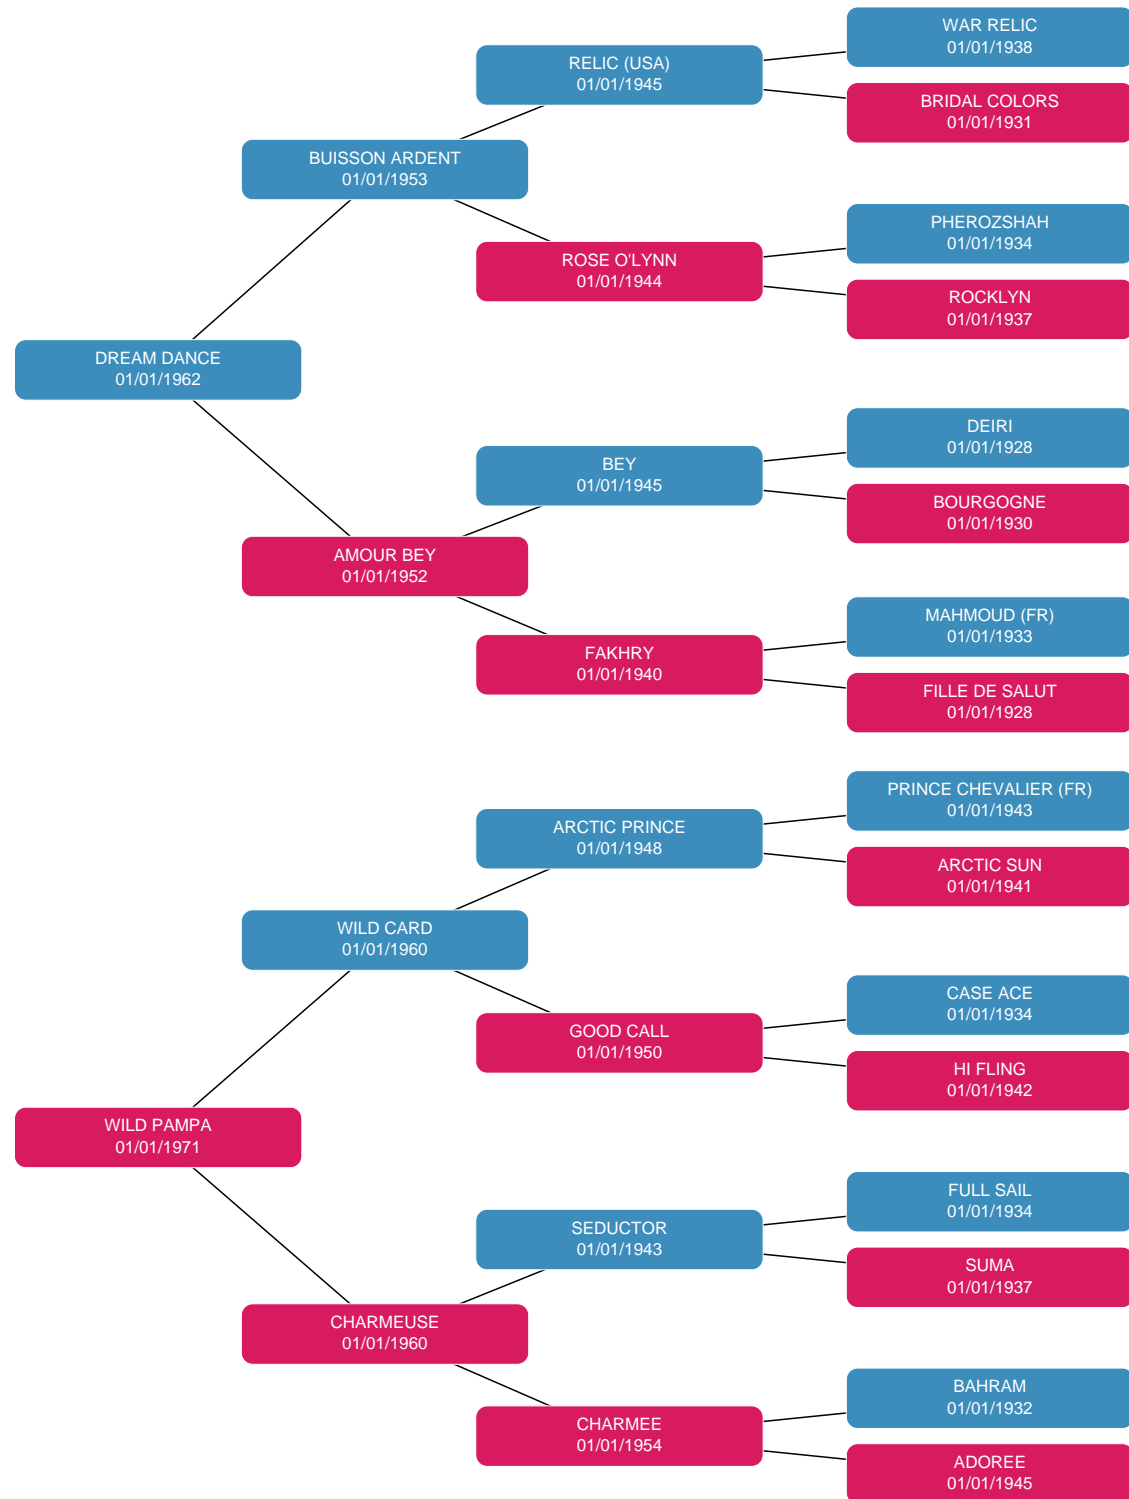 WAR RELIC
01/01/1938
RELIC (USA)
01/01/1945
BRIDAL COLORS
01/01/1931
BUISSON ARDENT
01/01/1953
PHEROZSHAH
01/01/1934
ROSE O'LYNN
01/01/1944
ROCKLYN
01/01/1937
DREAM DANCE
01/01/1962
DEIRI
01/01/1928
BEY
01/01/1945
BOURGOGNE
01/01/1930
AMOUR BEY
01/01/1952
MAHMOUD (FR)
01/01/1933
FAKHRY
01/01/1940
FILLE DE SALUT
01/01/1928
PRINCE CHEVALIER (FR)
01/01/1943
ARCTIC PRINCE
01/01/1948
ARCTIC SUN
01/01/1941
WILD CARD
01/01/1960
CASE ACE
01/01/1934
GOOD CALL
01/01/1950
HI FLING
01/01/1942
WILD PAMPA
01/01/1971
FULL SAIL
01/01/1934
SEDUCTOR
01/01/1943
SUMA
01/01/1937
CHARMEUSE
01/01/1960
BAHRAM
01/01/1932
CHARMEE
01/01/1954
ADOREE
01/01/1945